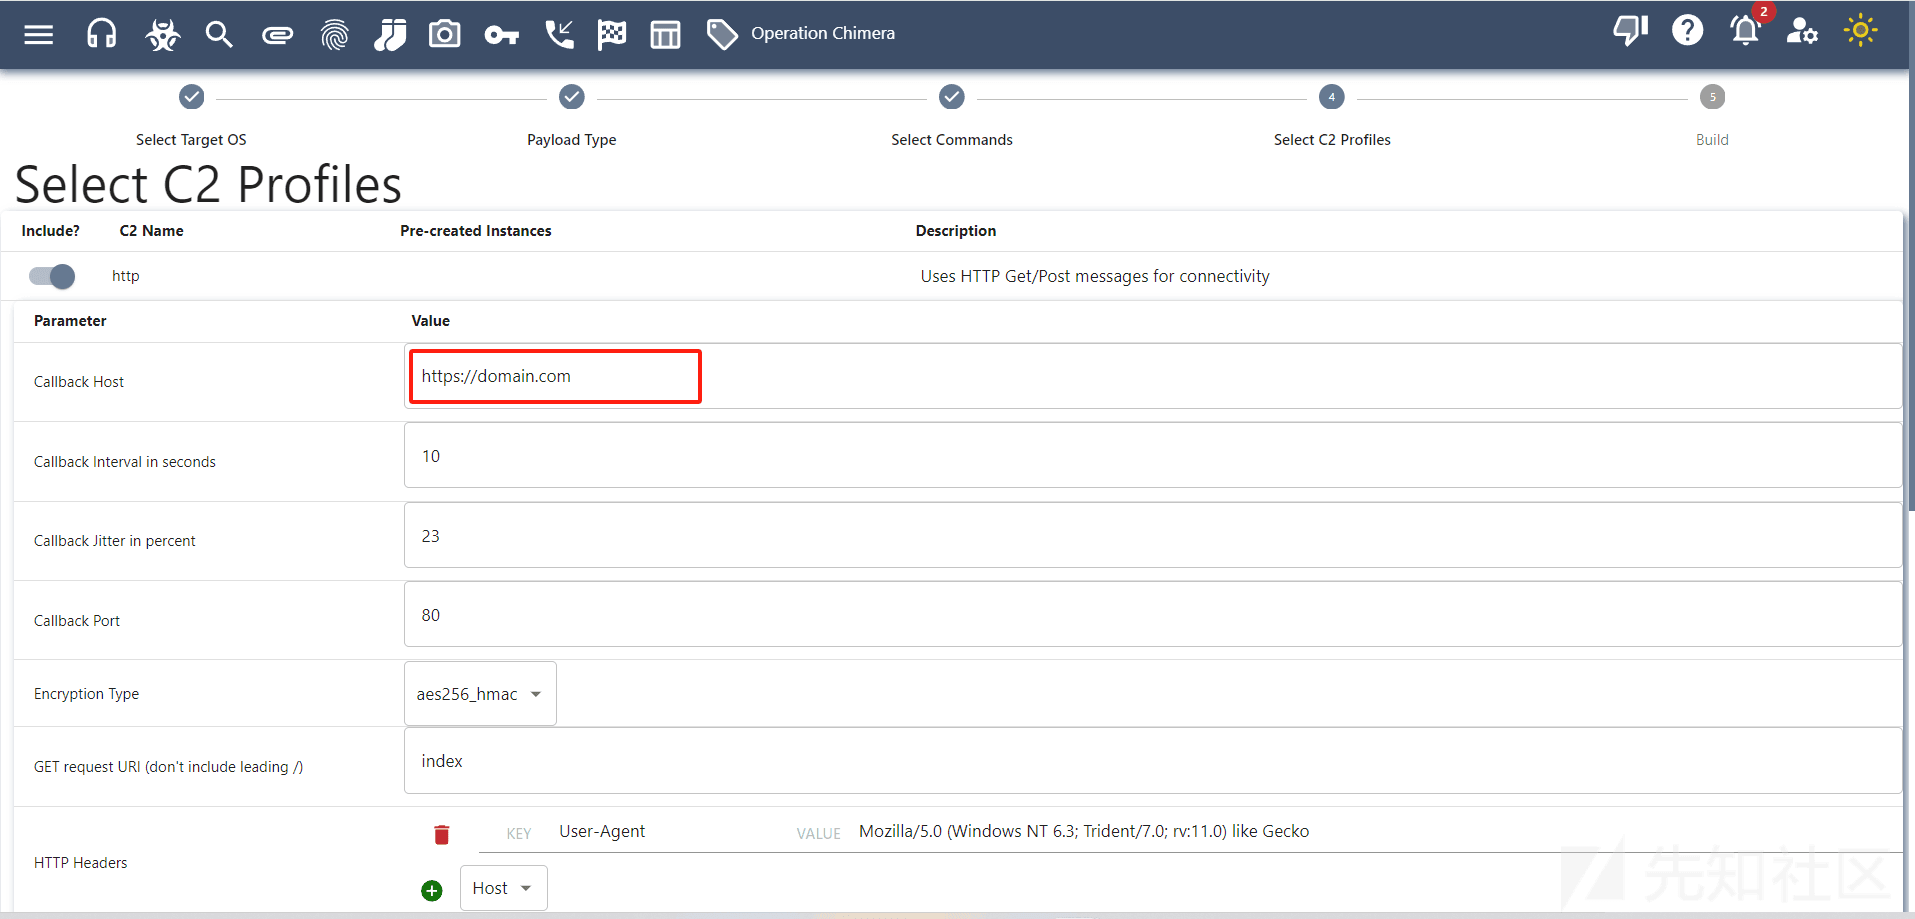 Operation Chimera
2
4
5
Select Target OS
Payload Type
Select Commands
Select C2 Profiles
Build
Select C2 Profiles
Include? C2 Name Pre-created Instances Description
http Uses HTTP Get/Post messages for connectivity
Parameter Value
Callback Host https://domain.com
Callback Interval in seconds 10
Callback Jitter in percent 23
Callback Port 80
Encryption Type aes256_hmac
GET request URI (don't include leading /) index
HTTP Headers
KEY User-Agent VALUE Mozilla/5.0 (Windows NT 6.3; Trident/7.0; rv:11.0) like Gecko
Host
先知社区